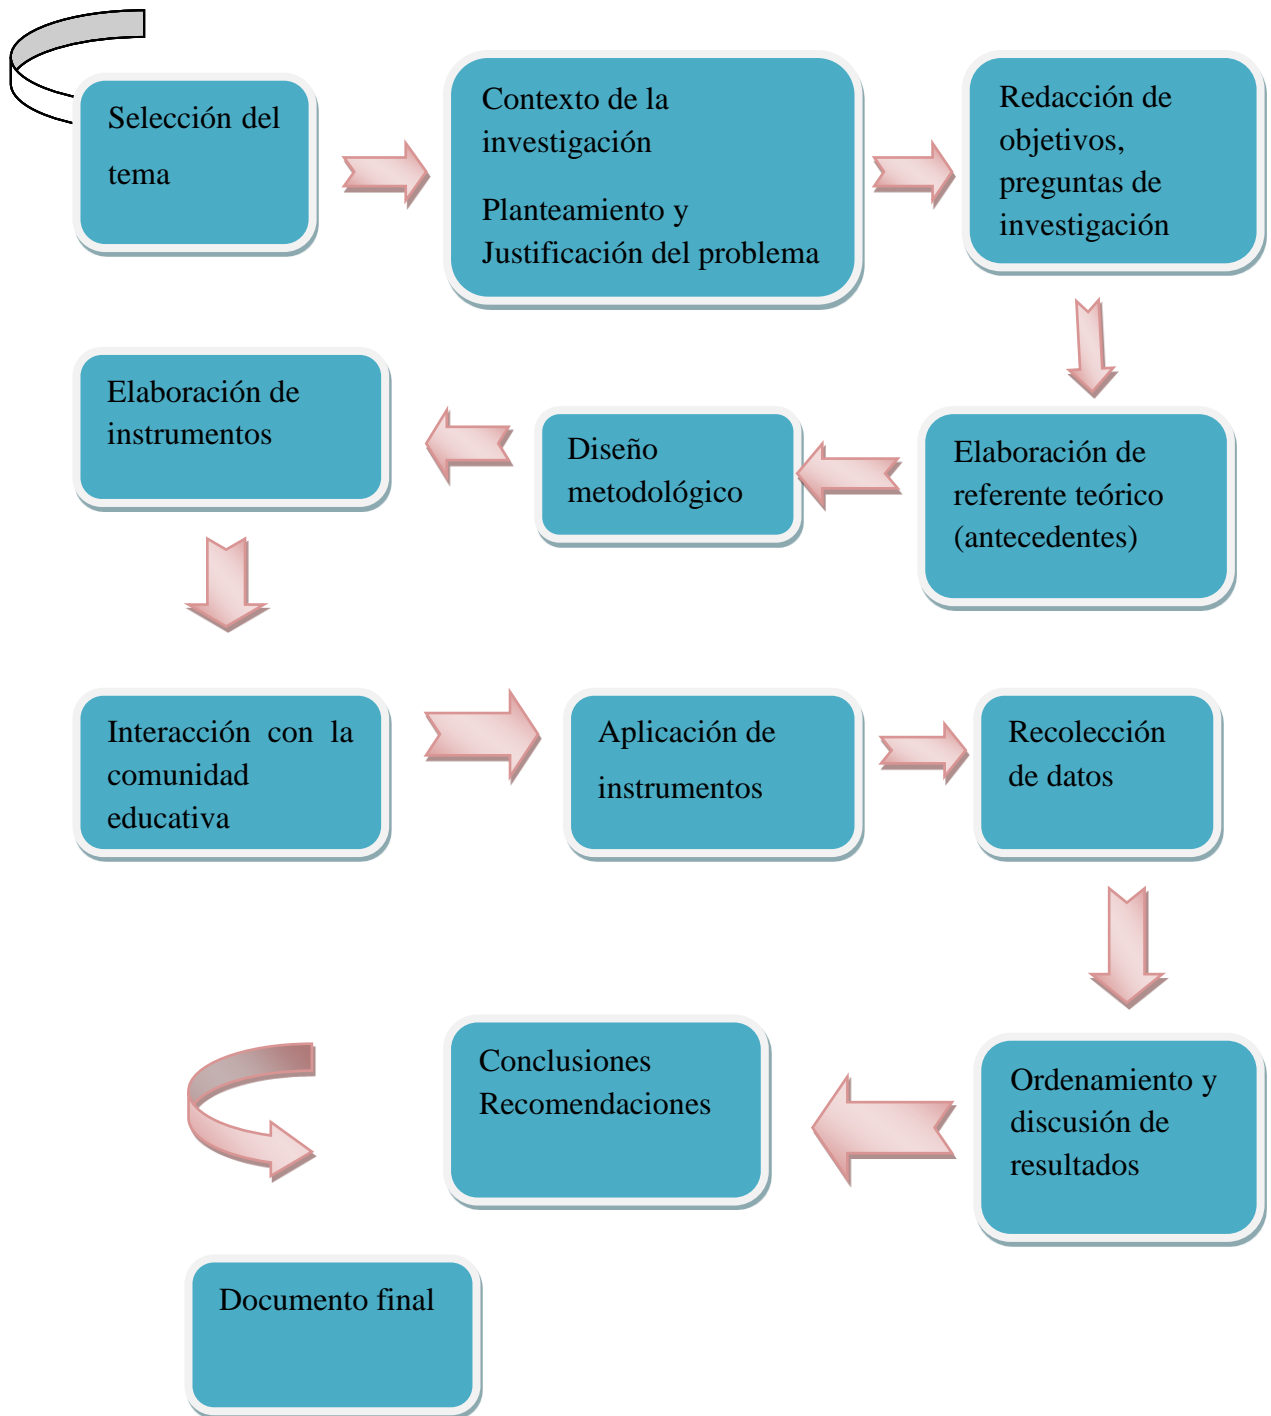 Selección del
tema
Contexto de la
investigación
Planteamiento y
Justificación del problema
Redacción de
objetivos,
preguntas de
investigación
Elaboración de
referente teórico
(antecedentes)
Diseño
metodológico
Elaboración de
instrumentos
Interacción con la
comunidad
educativa
Aplicación de
instrumentos
Recolección
de datos
Ordenamiento y
discusión de
resultados
Conclusiones
Recomendaciones
Documento final